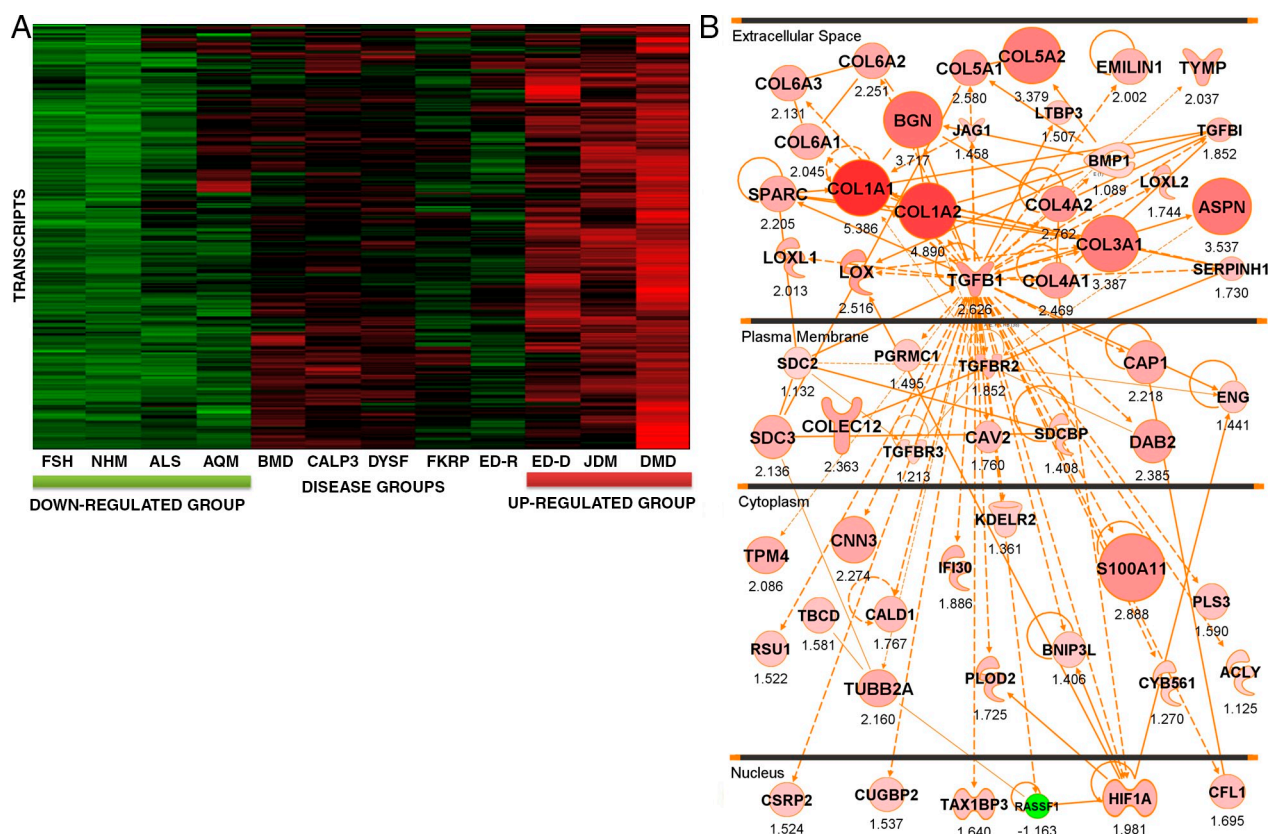 A
TRANSCRIPTS
FSH NHM ALS AQM BMD CALP3 DYSF FKRP ED-R ED-D JDM DMD
DOWN-REGULATED GROUP
DISEASE GROUPS
UP-REGULATED GROUP
B
Extracellular Space
COL6A2
2.251
COL6A3
2.131
COL5A1
2.580
COL5A2
3.379
EMILIN1
2.002
TYMP
2.037
COL6A1
2.045
BGN
3.717
JAG1
1.458
LTBP3
1.507
TGFBI
1.852
BMP1
1.089
SPARC
2.205
COL1A1
5.386
COL1A2
4.890
COL4A2
2.762
LOXL2
1.744
ASPN
3.537
COL3A1
3.387
LOXL1
2.013
LOX
2.516
TGFB1
2.626
COL4A1
2.469
SERPINH1
1.730
Plasma Membrane
SDC2
1.132
PGRMC1
1.495
TGFBR2
1.852
CAP1
2.218
ENG
1.441
SDC3
2.136
COLEC12
2.363
TGFBR3
1.213
CAV2
1.760
SDCBP
1.408
DAB2
2.385
Cytoplasm
TPM4
2.086
CNN3
2.274
KDELR2
1.361
IFI30
1.886
S100A11
2.888
PLS3
1.590
TBCD
1.581
CALD1
1.767
RSU1
1.522
BNIP3L
1.406
TUBB2A
2.160
PLOD2
1.725
CYB561
1.270
ACLY
1.125
Nucleus
CSRP2
1.524
CUGBP2
1.537
TAX1BP3
1.640
RASSF1
-1.163
HIF1A
1.981
CFL1
1.695